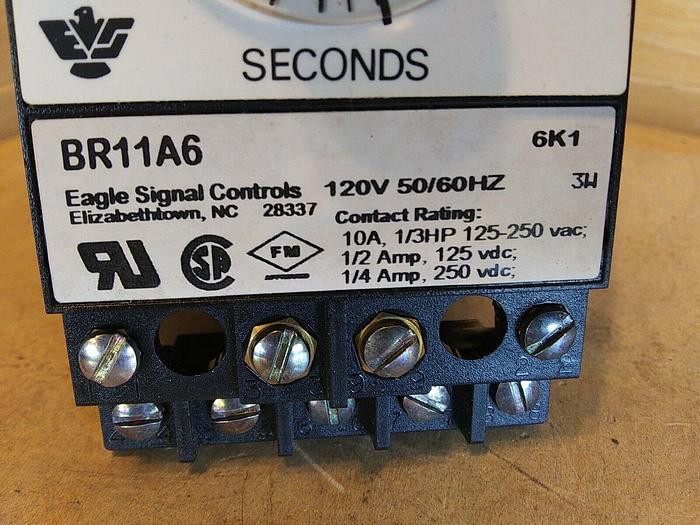 SECONDS
BR11A6
6K1
Eagle Signal Controls 120V 50/60HZ 3W
Elizabethtown, NC 28337
Contact Rating:
10A, 1/3HP 125-250 vac;
1/2 Amp, 125 vdc;
1/4 Amp, 250 vdc;
FM